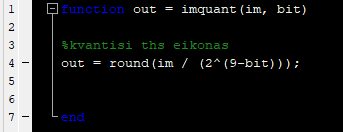 1 function out = imquant(im, bit)
2
3 %kvantisi ths eikonas
4 out = round(im / (2^(9-bit)));
5
6
7 end